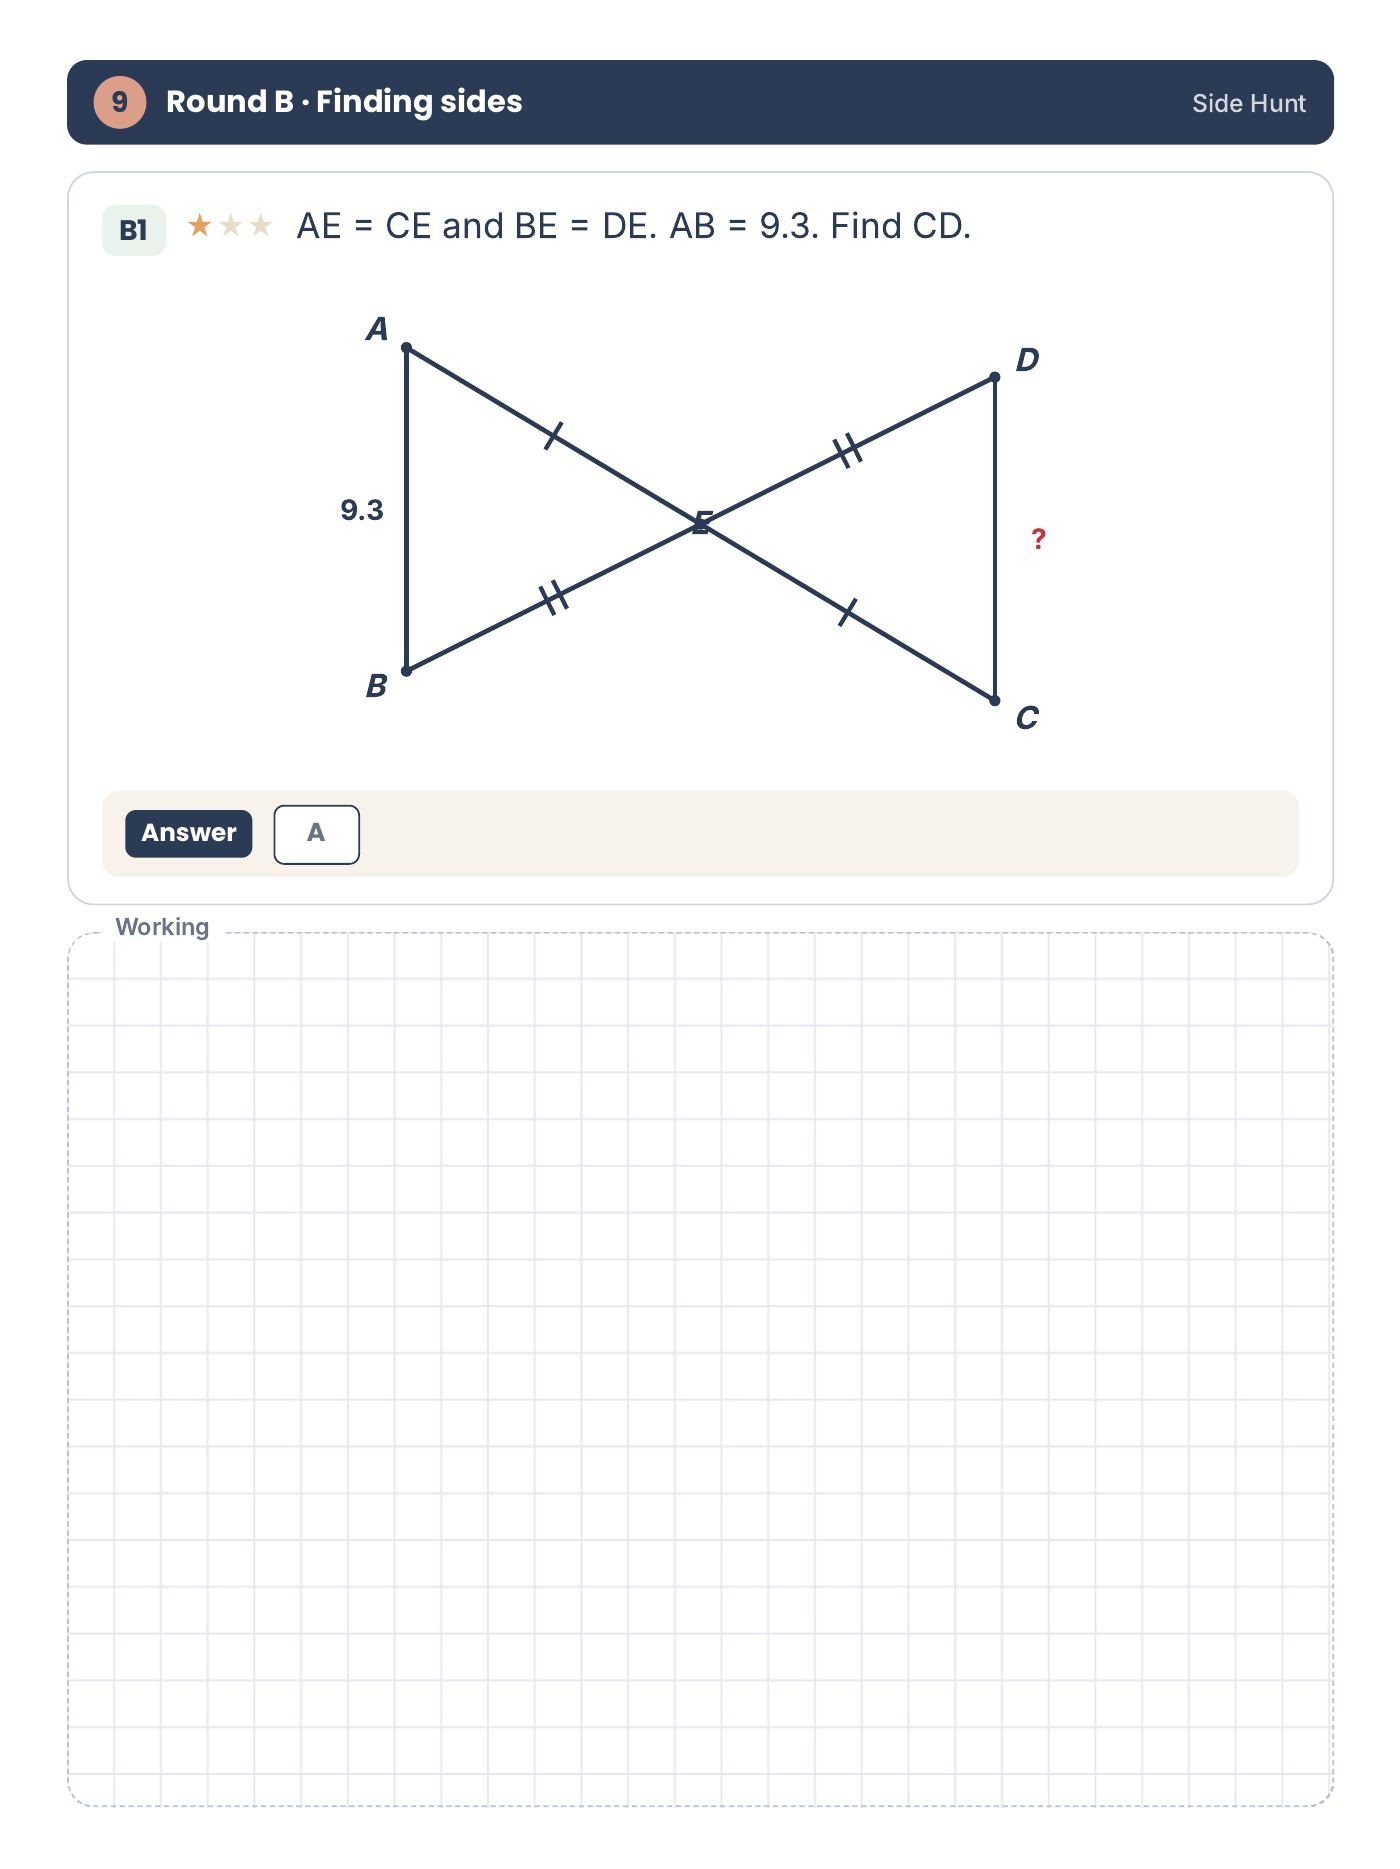 9 Round B · Finding sides Side Hunt
B1 ★★★ AE = CE and BE = DE. AB = 9.3. Find CD.
A
D
9.3
E
?
B
C
Answer A
Working